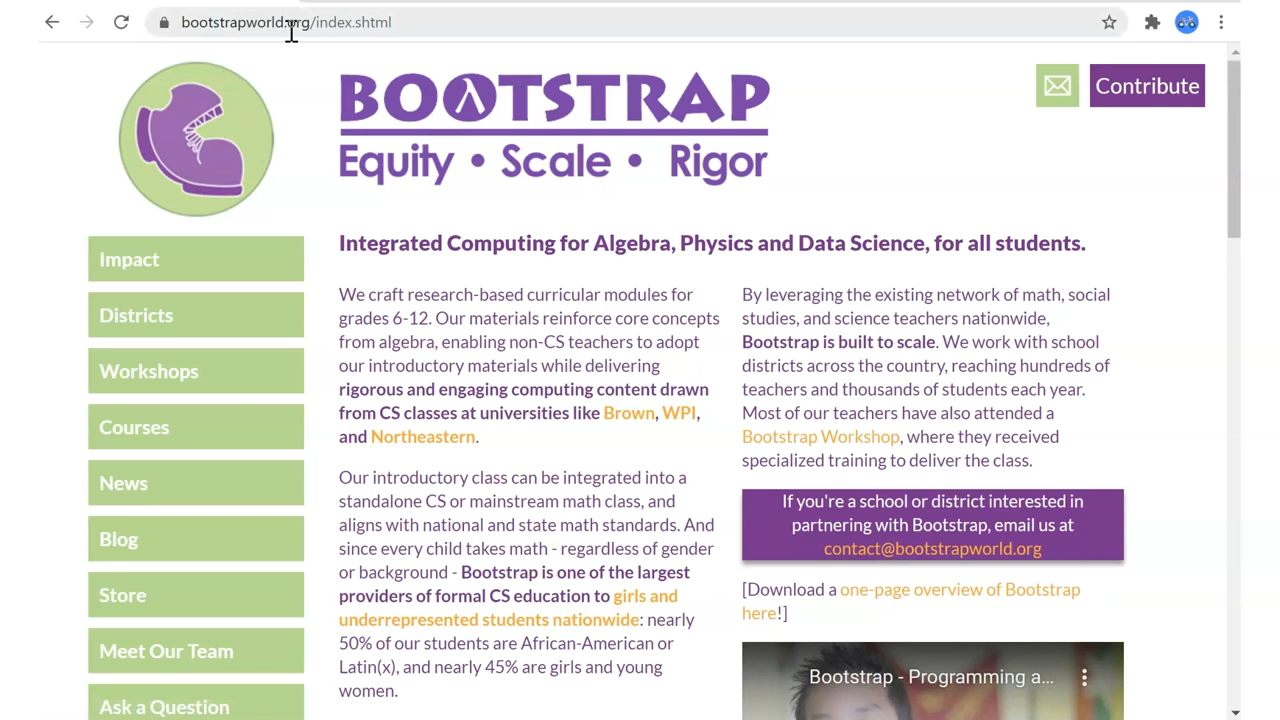 bootstrapworld.org/index.shtml
BOOTSTRAP
Equity • Scale • Rigor
Contribute
Impact
Districts
Workshops
Courses
News
Blog
Store
Meet Our Team
Ask a Question
Integrated Computing for Algebra, Physics and Data Science, for all students.
We craft research-based curricular modules for
grades 6-12. Our materials reinforce core concepts
from algebra, enabling non-CS teachers to adopt
our introductory materials while delivering
rigorous and engaging computing content drawn
from CS classes at universities like Brown, WPI,
and Northeastern.
Our introductory class can be integrated into a
standalone CS or mainstream math class, and
aligns with national and state math standards. And
since every child takes math - regardless of gender
or background - Bootstrap is one of the largest
providers of formal CS education to girls and
underrepresented students nationwide: nearly
50% of our students are African-American or
Latin(x), and nearly 45% are girls and young
women.
By leveraging the existing network of math, social
studies, and science teachers nationwide,
Bootstrap is built to scale. We work with school
districts across the country, reaching hundreds of
teachers and thousands of students each year.
Most of our teachers have also attended a
Bootstrap Workshop, where they received
specialized training to deliver the class.
If you're a school or district interested in
partnering with Bootstrap, email us at
contact@bootstrapworld.org
[Download a one-page overview of Bootstrap
here!]
Bootstrap - Programming a...